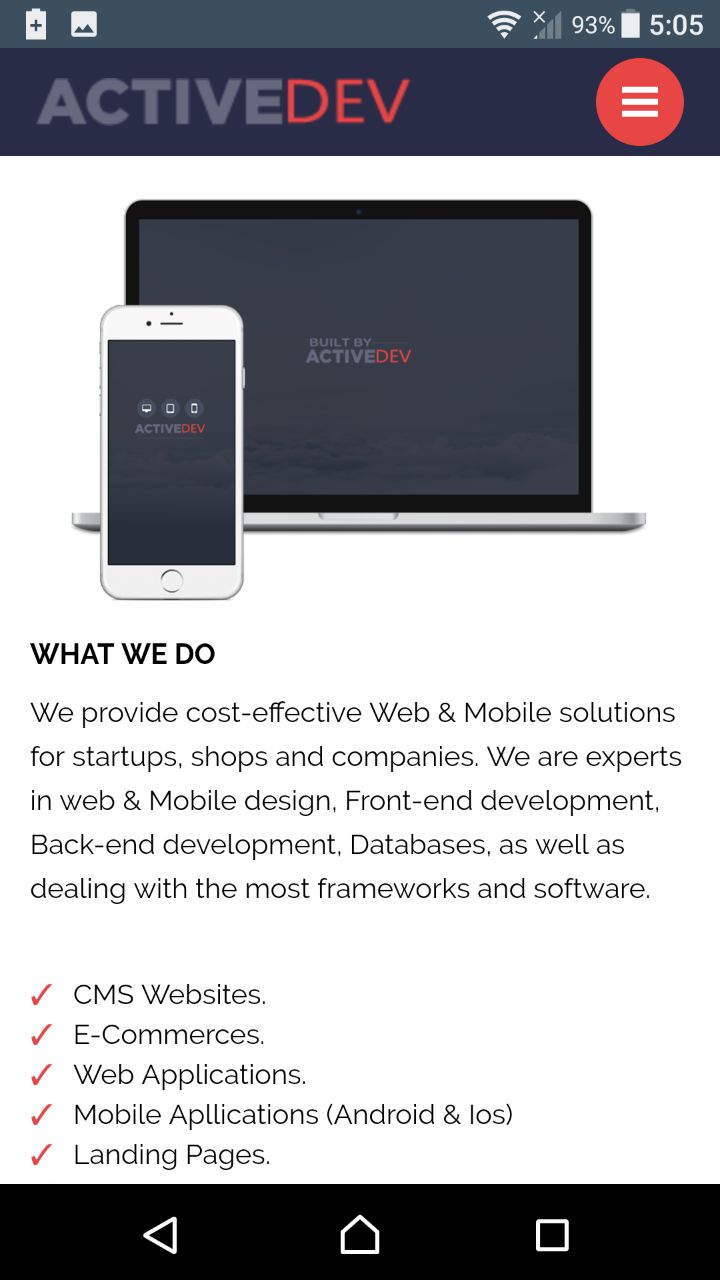 93% 5:05
ACTIVEDEV
BUILT BY
ACTIVEDEV
ACTIVEDEV
WHAT WE DO
We provide cost-effective Web & Mobile solutions
for startups, shops and companies. We are experts
in web & Mobile design, Front-end development,
Back-end development, Databases, as well as
dealing with the most frameworks and software.
✓ CMS Websites.
✓ E-Commerces.
✓ Web Applications.
✓ Mobile Apllications (Android & Ios)
✓ Landing Pages.